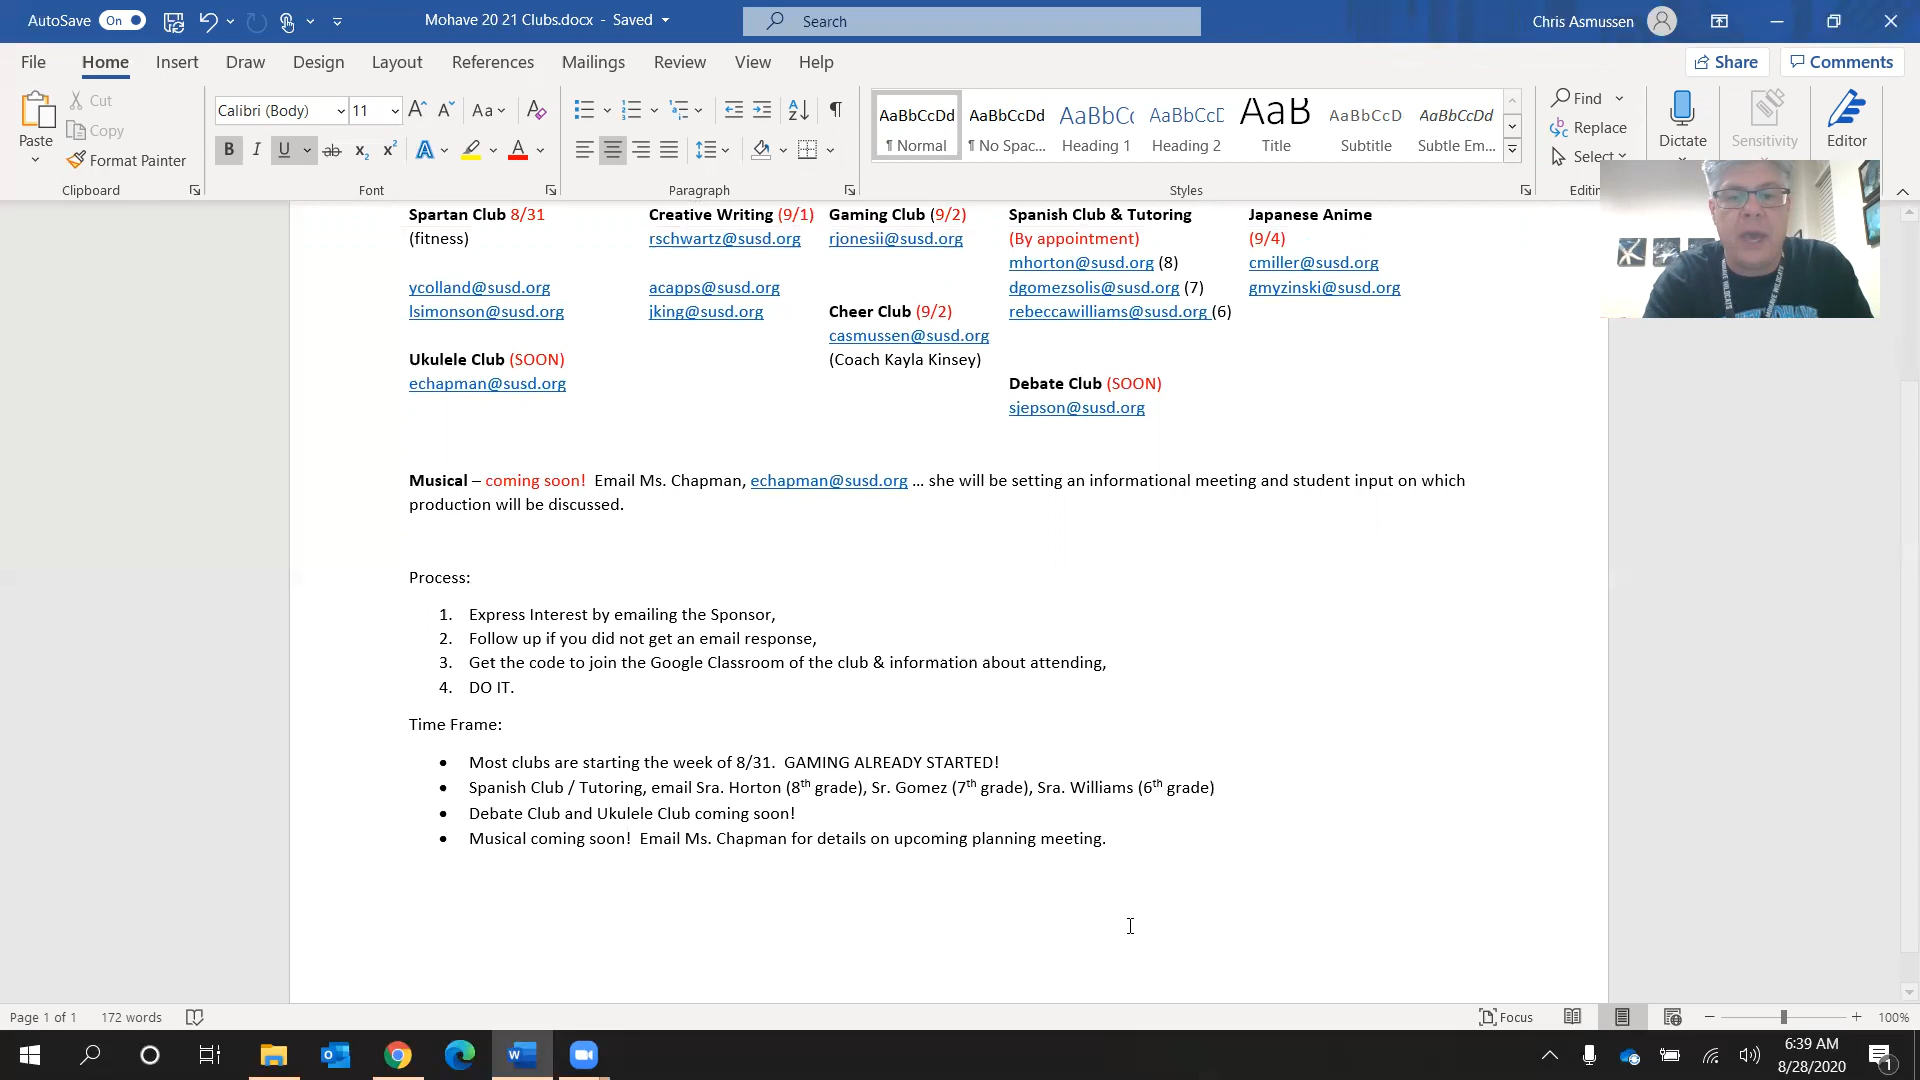 AutoSave On Mohave 20 21 Clubs.docx - Saved Search Chris Asmussen
File Home Insert Draw Design Layout References Mailings Review View Help Share Comments
Paste Cut Copy Format Painter
Clipboard
Calibri (Body) 11 Aa
B I U ab x₂ x² A A
Font
Paragraph
AaBbCcDd AaBbCcDd AaBbC AaBbCcD AaB AaBbCcD AaBbCcDd
¶ Normal ¶ No Spac... Heading 1 Heading 2 Title Subtitle Subtle Em...
Styles
Find
Replace
Select
Editin
Dictate Sensitivity Editor
Spartan Club 8/31 Creative Writing (9/1) Gaming Club (9/2) Spanish Club & Tutoring Japanese Anime
(fitness) rschwartz@susd.org rjonesii@susd.org (By appointment) (9/4)
mhorton@susd.org (8) cmiller@susd.org
ycolland@susd.org acapps@susd.org dgomezsolis@susd.org (7) gmyzinski@susd.org
lsimonson@susd.org jking@susd.org Cheer Club (9/2) rebeccawilliams@susd.org (6)
casmussen@susd.org
Ukulele Club (SOON) (Coach Kayla Kinsey)
echapman@susd.org Debate Club (SOON)
sjepson@susd.org
Musical – coming soon! Email Ms. Chapman, echapman@susd.org … she will be setting an informational meeting and student input on which
production will be discussed.
Process:
1. Express Interest by emailing the Sponsor,
2. Follow up if you did not get an email response,
3. Get the code to join the Google Classroom of the club & information about attending,
4. DO IT.
Time Frame:
• Most clubs are starting the week of 8/31. GAMING ALREADY STARTED!
• Spanish Club / Tutoring, email Sra. Horton (8th grade), Sr. Gomez (7th grade), Sra. Williams (6th grade)
• Debate Club and Ukulele Club coming soon!
• Musical coming soon! Email Ms. Chapman for details on upcoming planning meeting.
Page 1 of 1 172 words Focus 100%
6:39 AM
8/28/2020
1